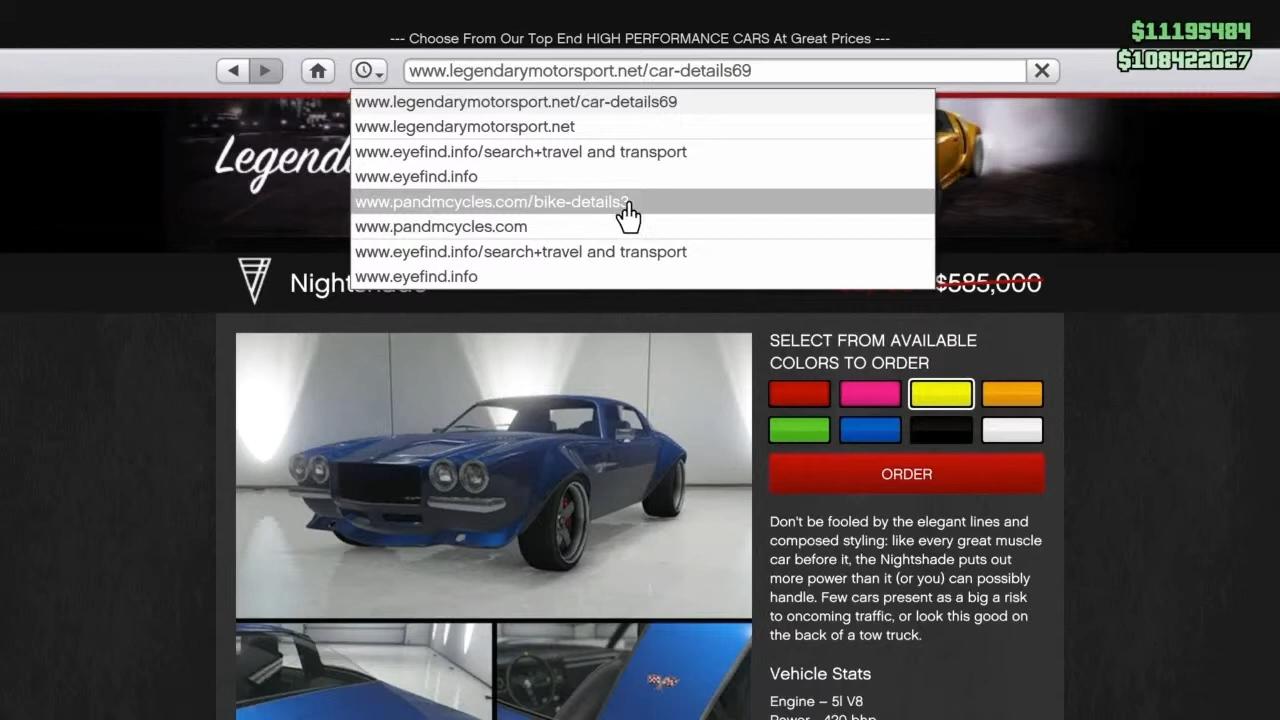 --- Choose From Our Top End HIGH PERFORMANCE CARS At Great Prices ---
$11195484
$108422027
www.legendarymotorsport.net/car-details69
www.legendarymotorsport.net/car-details69
www.legendarymotorsport.net
www.eyefind.info/search+travel and transport
www.eyefind.info
www.pandmcycles.com/bike-details
www.pandmcycles.com
www.eyefind.info/search+travel and transport
www.eyefind.info
$585,000
SELECT FROM AVAILABLE
COLORS TO ORDER
ORDER
Don't be fooled by the elegant lines and
composed styling: like every great muscle
car before it, the Nightshade puts out
more power than it (or you) can possibly
handle. Few cars present as a big a risk
to oncoming traffic, or look this good on
the back of a tow truck.
Vehicle Stats
Engine – 5l V8
Power – 420 bhp